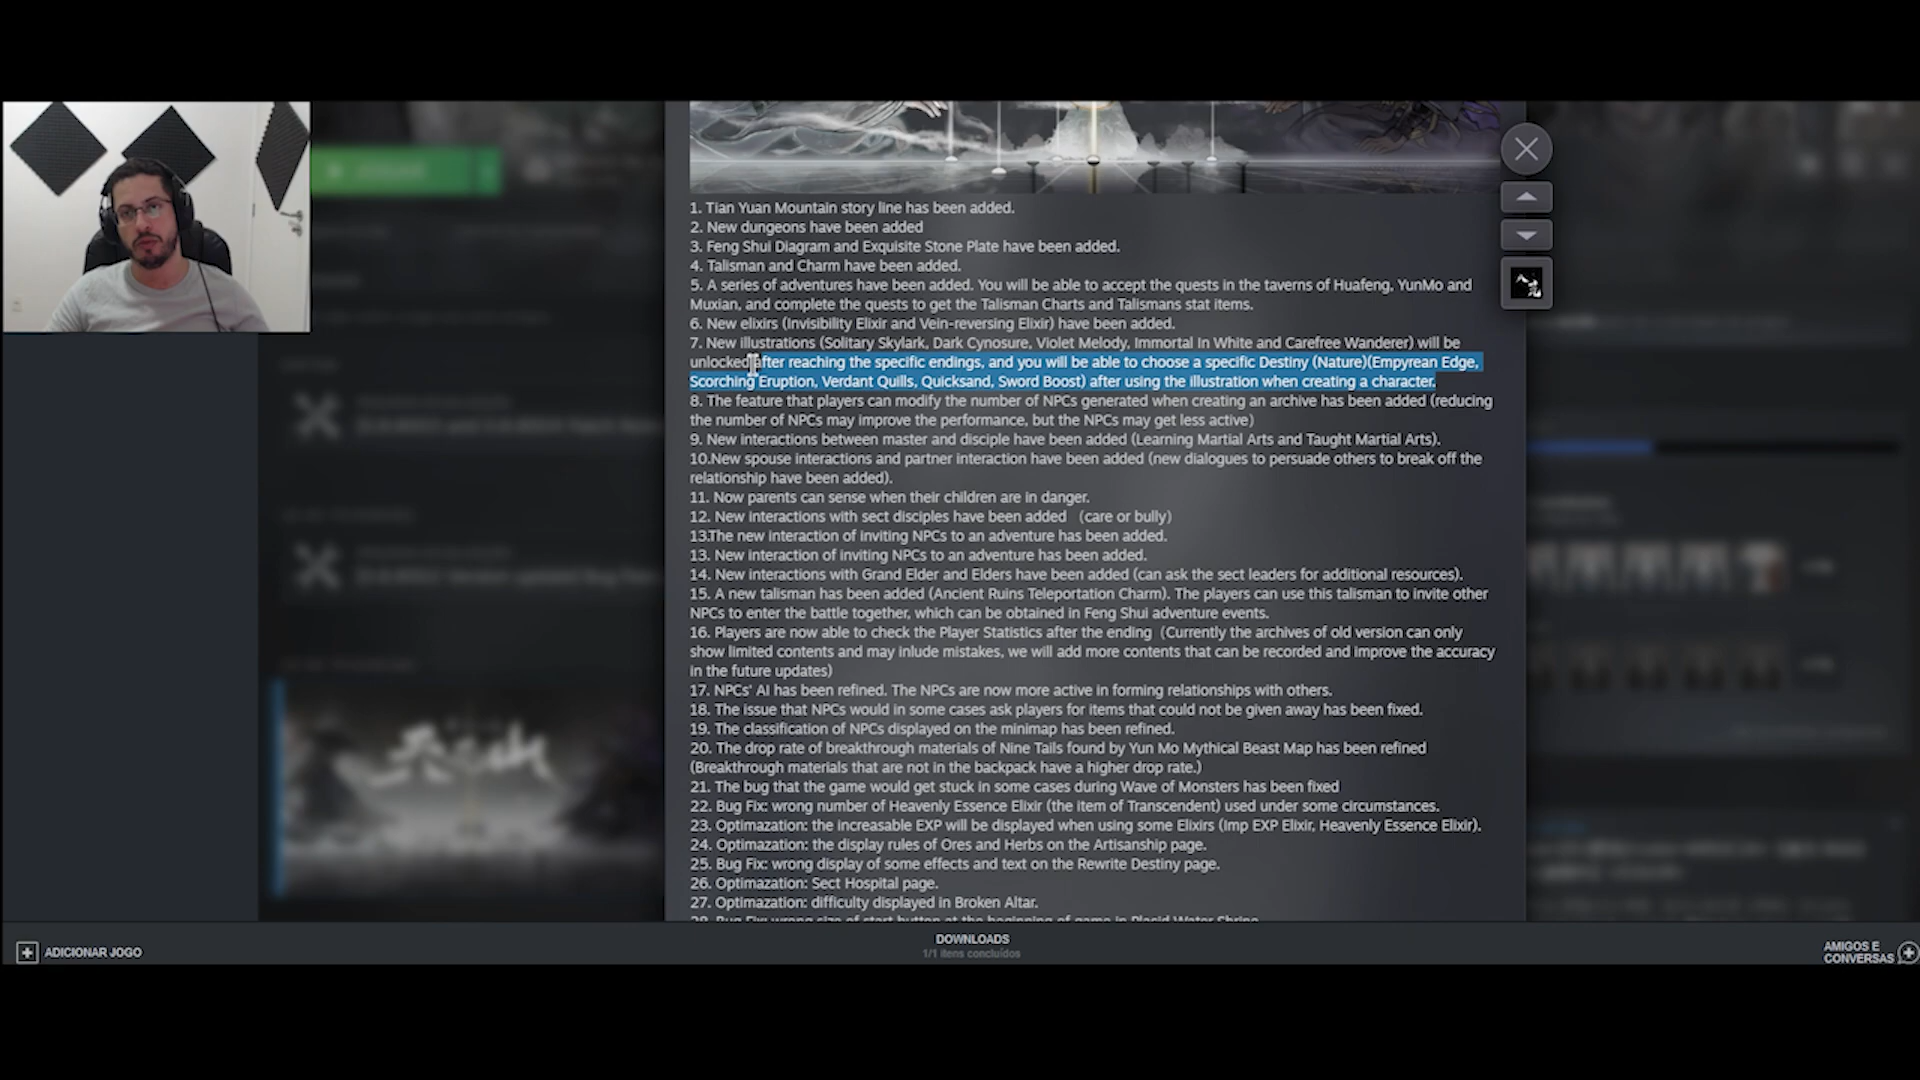 1. Tian Yuan Mountain story line has been added.
2. New dungeons have been added
3. Feng Shui Diagram and Exquisite Stone Plate have been added.
4. Talisman and Charm have been added.
5. A series of adventures have been added. You will be able to accept the quests in the taverns of Huafeng, YunMo and
Muxian, and complete the quests to get the Talisman Charts and Talismans stat items.
6. New elixirs (Invisibility Elixir and Vein-reversing Elixir) have been added.
7. New illustrations (Solitary Skylark, Dark Cynosure, Violet Melody, Immortal In White and Carefree Wanderer) will be
unlocked after reaching the specific endings, and you will be able to choose a specific Destiny (Nature)(Empyrean Edge,
Scorching Eruption, Verdant Quills, Quicksand, Sword Boost) after using the illustration when creating a character.
8. The feature that players can modify the number of NPCs generated when creating an archive has been added (reducing
the number of NPCs may improve the performance, but the NPCs may get less active)
9. New interactions between master and disciple have been added (Learning Martial Arts and Taught Martial Arts).
10.New spouse interactions and partner interaction have been added (new dialogues to persuade others to break off the
relationship have been added).
11. Now parents can sense when their children are in danger.
12. New interactions with sect disciples have been added (care or bully)
13.The new interaction of inviting NPCs to an adventure has been added.
13. New interaction of inviting NPCs to an adventure has been added.
14. New interactions with Grand Elder and Elders have been added (can ask the sect leaders for additional resources).
15. A new talisman has been added (Ancient Ruins Teleportation Charm). The players can use this talisman to invite other
NPCs to enter the battle together, which can be obtained in Feng Shui adventure events.
16. Players are now able to check the Player Statistics after the ending (Currently the archives of old version can only
show limited contents and may inlude mistakes, we will add more contents that can be recorded and improve the accuracy
in the future updates)
17. NPCs' AI has been refined. The NPCs are now more active in forming relationships with others.
18. The issue that NPCs would in some cases ask players for items that could not be given away has been fixed.
19. The classification of NPCs displayed on the minimap has been refined.
20. The drop rate of breakthrough materials of Nine Tails found by Yun Mo Mythical Beast Map has been refined
(Breakthrough materials that are not in the backpack have a higher drop rate.)
21. The bug that the game would get stuck in some cases during Wave of Monsters has been fixed
22. Bug Fix: wrong number of Heavenly Essence Elixir (the item of Transcendent) used under some circumstances.
23. Optimazation: the increasable EXP will be displayed when using some Elixirs (Imp EXP Elixir, Heavenly Essence Elixir).
24. Optimazation: the display rules of Ores and Herbs on the Artisanship page.
25. Bug Fix: wrong display of some effects and text on the Rewrite Destiny page.
26. Optimazation: Sect Hospital page.
27. Optimazation: difficulty displayed in Broken Altar.
28. Bug Fix: wrong size of start button at the beginning of game in Placid Water Shrine
ADICIONAR JOGO
DOWNLOADS
1/1 itens concluídos
AMIGOS E
CONVERSAS